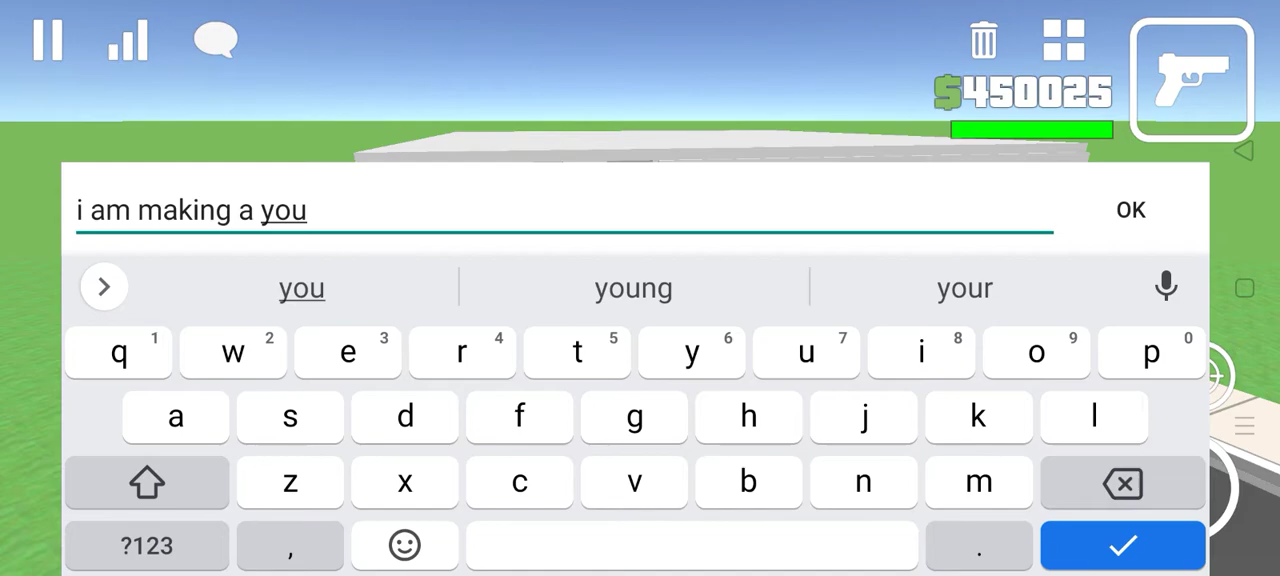 $450025
i am making a you
OK
you young your
q 1 w 2 e 3 r 4 t 5 y 6 u 7 i 8 o 9 p 0
a s d f g h j k l
z x c v b n m
?123 , .